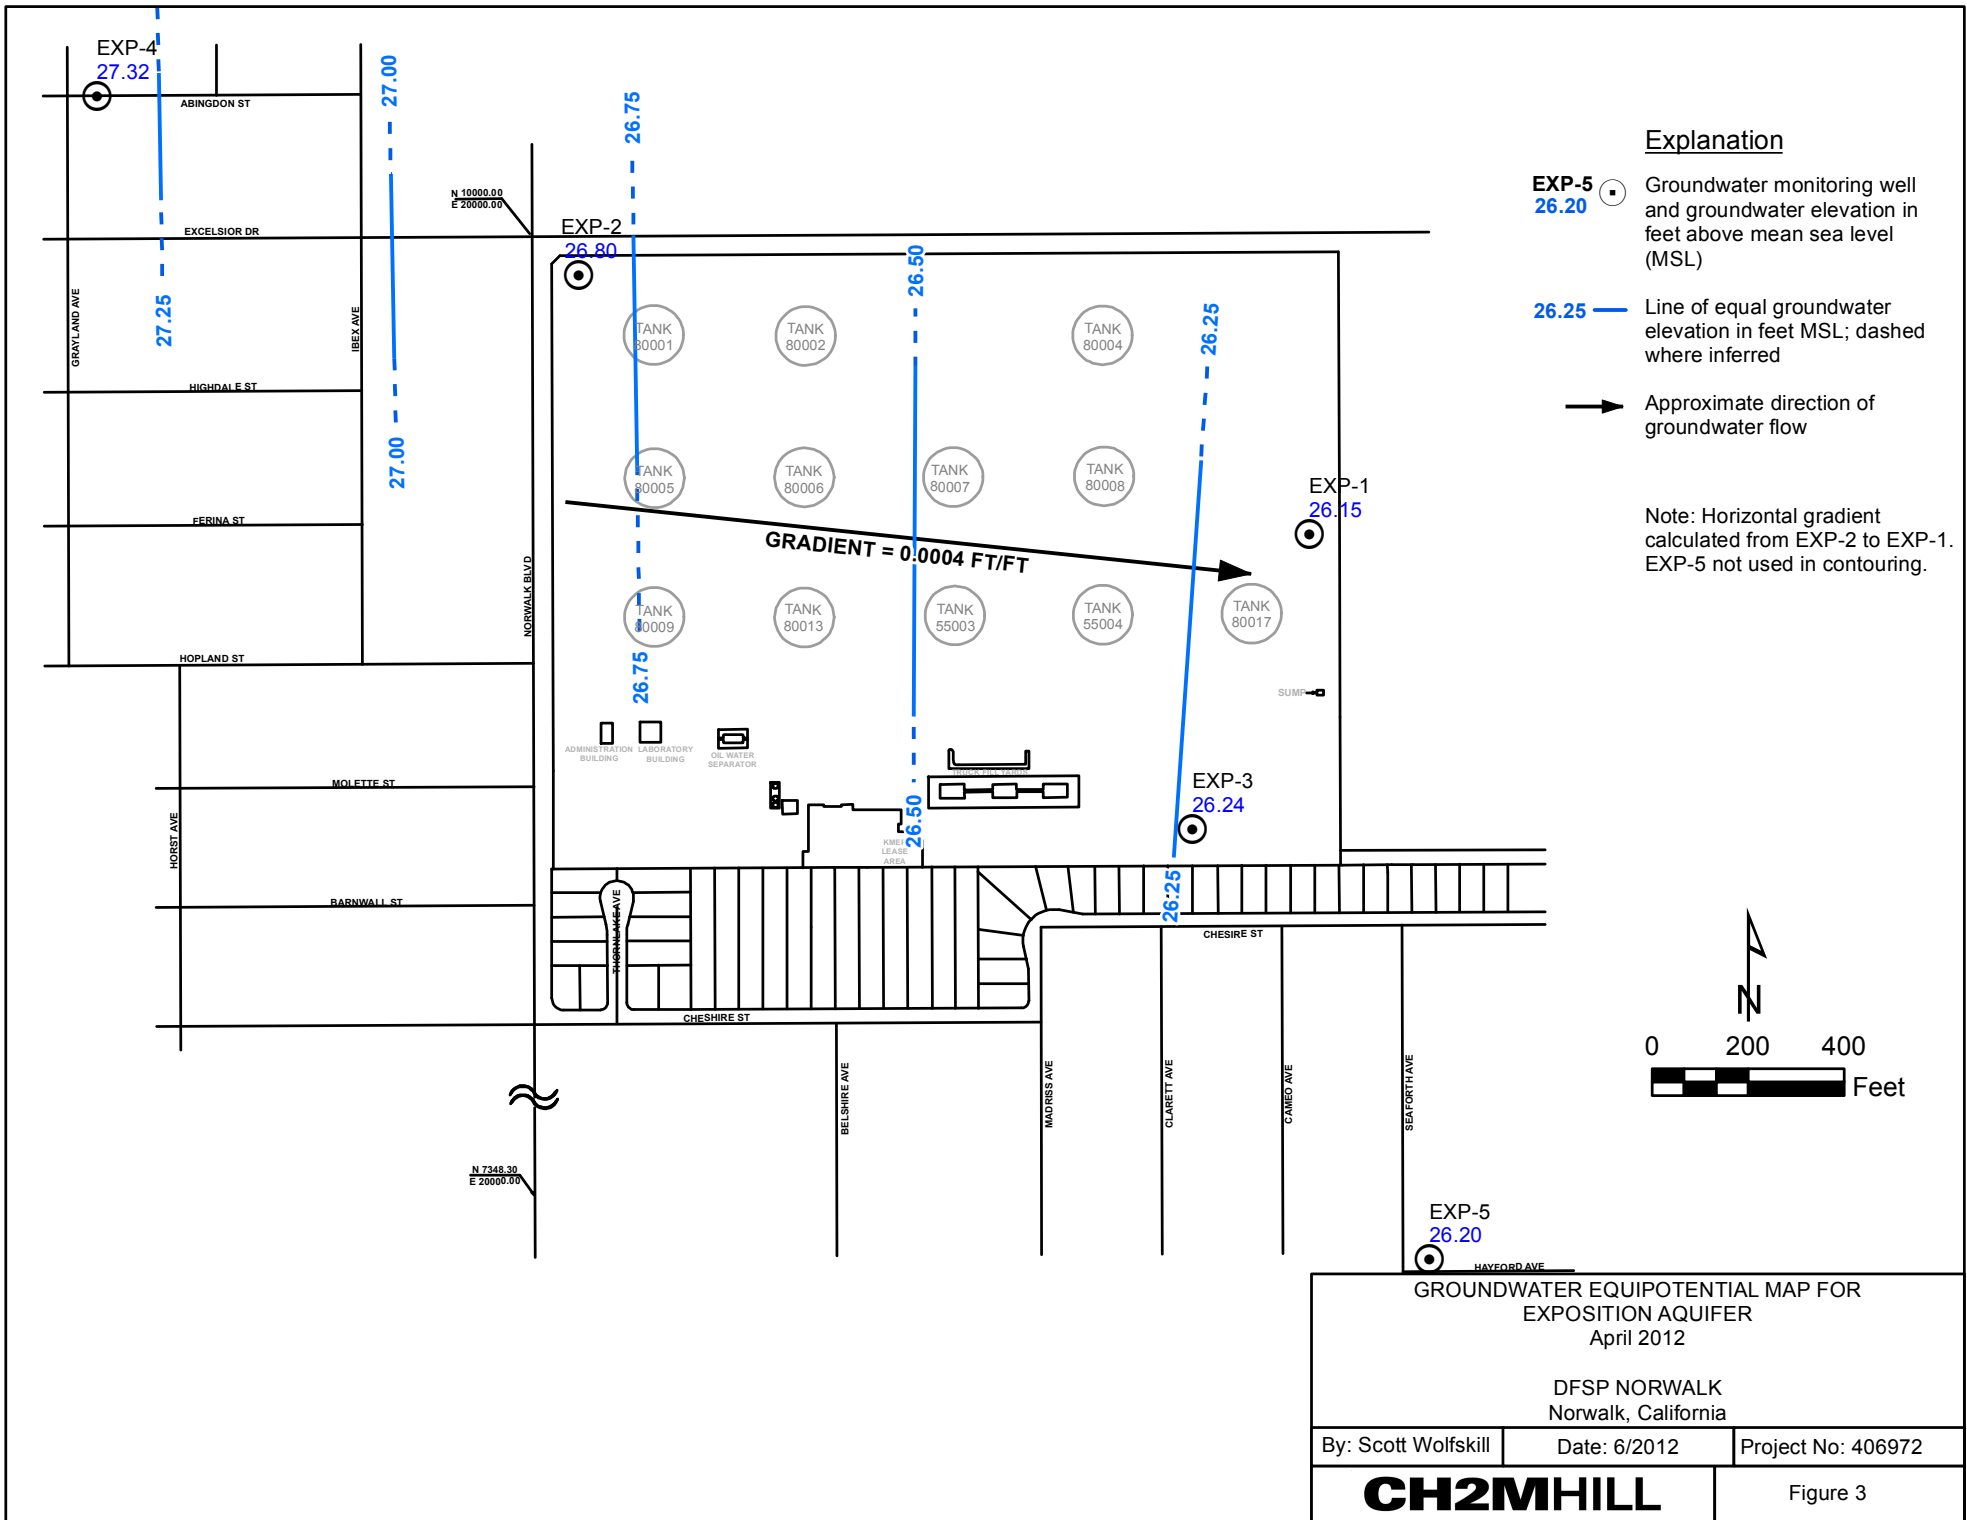 EXP-4
27.32
ABINGDON ST
27.00
26.75
N 10000.00
E 20000.00
EXCELSIOR DR
EXP-2
26.80
26.50
27.25
GRAYLAND AVE
IBEX AVE
26.25
TANK
80001
TANK
80002
TANK
80004
HIGHDALE ST
27.00
TANK
80005
TANK
80006
TANK
80007
TANK
80008
EXP-1
26.15
FERINA ST
NORWALK BLVD
GRADIENT = 0.0004 FT/FT
TANK
80009
TANK
80013
TANK
55003
TANK
55004
TANK
80017
HOPLAND ST
26.75
SUMP
ADMINISTRATION
BUILDING
LABORATORY
BUILDING
OIL WATER
SEPARATOR
TRUCK FILL YARDS
MOLETTE ST
EXP-3
26.24
26.50
HORST AVE
KMEP
LEASE
AREA
26.25
BARNWALL ST
THORNLAKE AVE
CHESIRE ST
CHESHIRE ST
BELSHIRE AVE
MADRISS AVE
CLARETT AVE
CAMEO AVE
SEAFORTH AVE
N 7348.30
E 20000.00
EXP-5
26.20
HAYFORD AVE
Explanation
EXP-5
26.20
Groundwater monitoring well
and groundwater elevation in
feet above mean sea level
(MSL)
26.25
Line of equal groundwater
elevation in feet MSL; dashed
where inferred
Approximate direction of
groundwater flow
Note: Horizontal gradient
calculated from EXP-2 to EXP-1.
EXP-5 not used in contouring.
N
0 200 400
Feet
GROUNDWATER EQUIPOTENTIAL MAP FOR
EXPOSITION AQUIFER
April 2012
DFSP NORWALK
Norwalk, California
By: Scott Wolfskill
Date: 6/2012
Project No: 406972
CH2MHILL
Figure 3